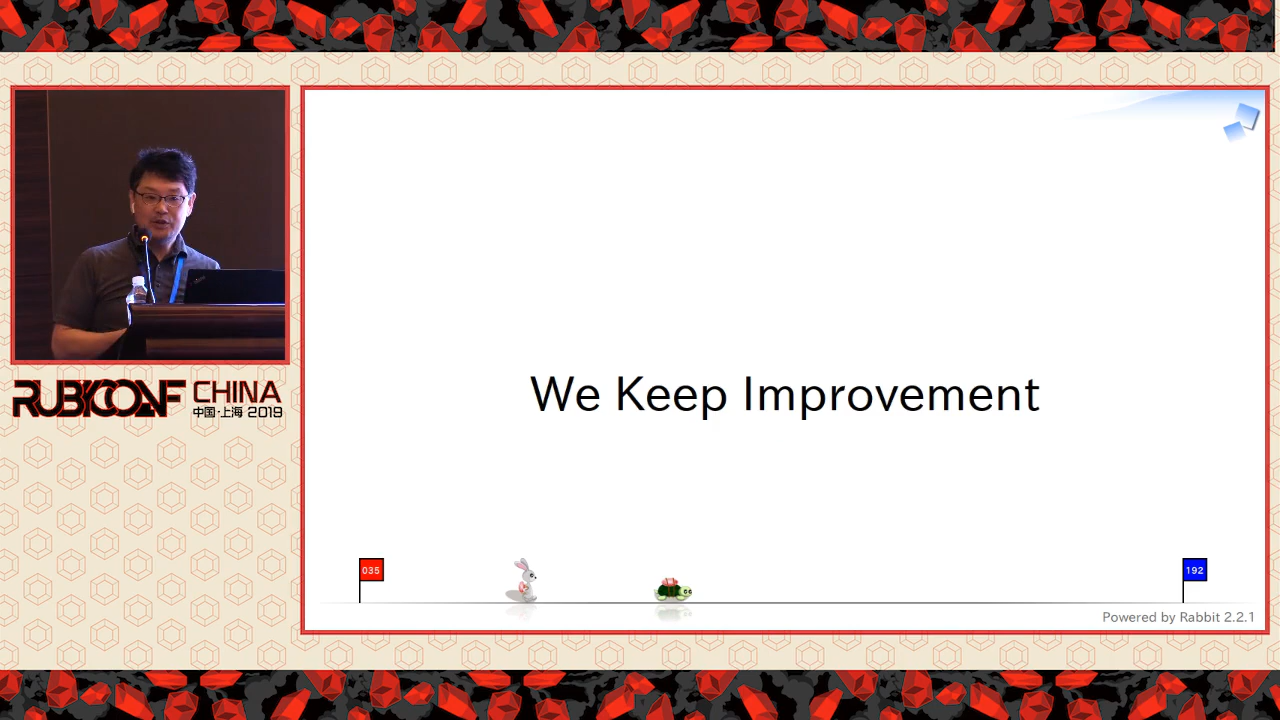 RUBYCONF CHINA
中国·上海 2019
We Keep Improvement
035
192
Powered by Rabbit 2.2.1